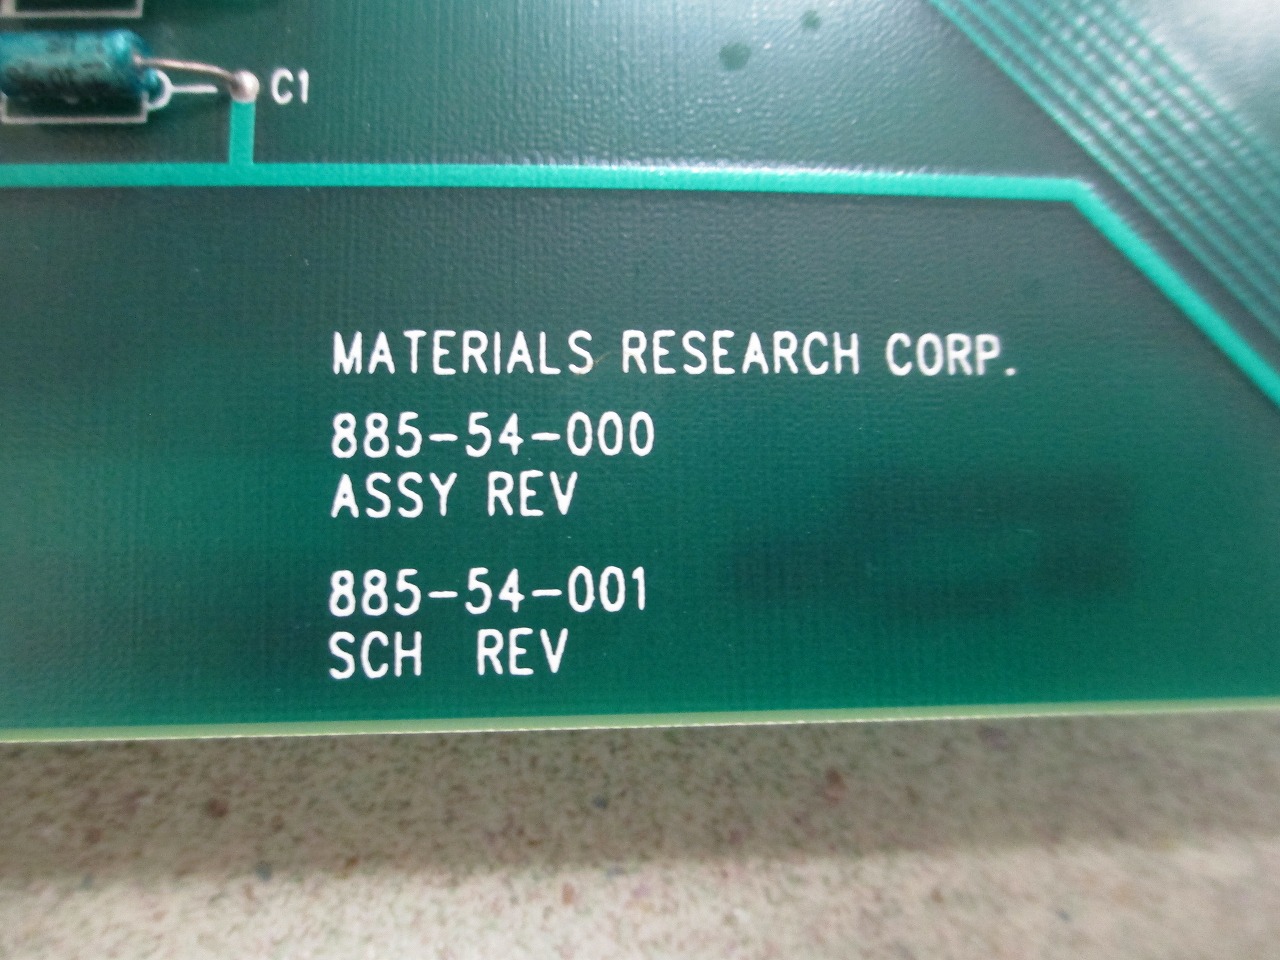 C1
MATERIALS RESEARCH CORP.
885-54-000
ASSY REV
885-54-001
SCH REV